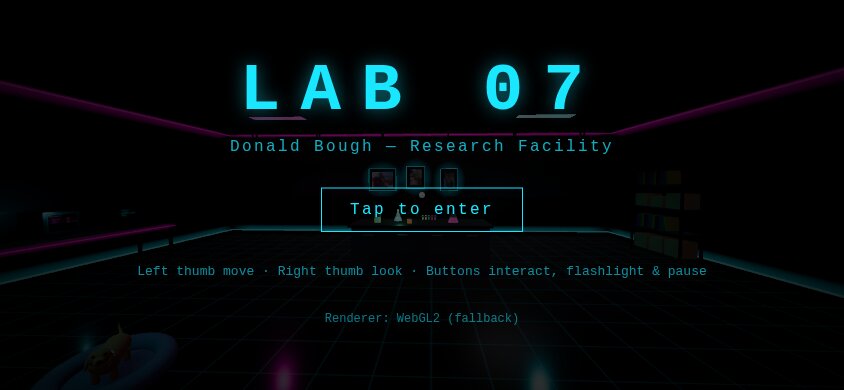 LAB 07
Donald Bough — Research Facility
Tap to enter
Left thumb move · Right thumb look · Buttons interact, flashlight & pause
Renderer: WebGL2 (fallback)